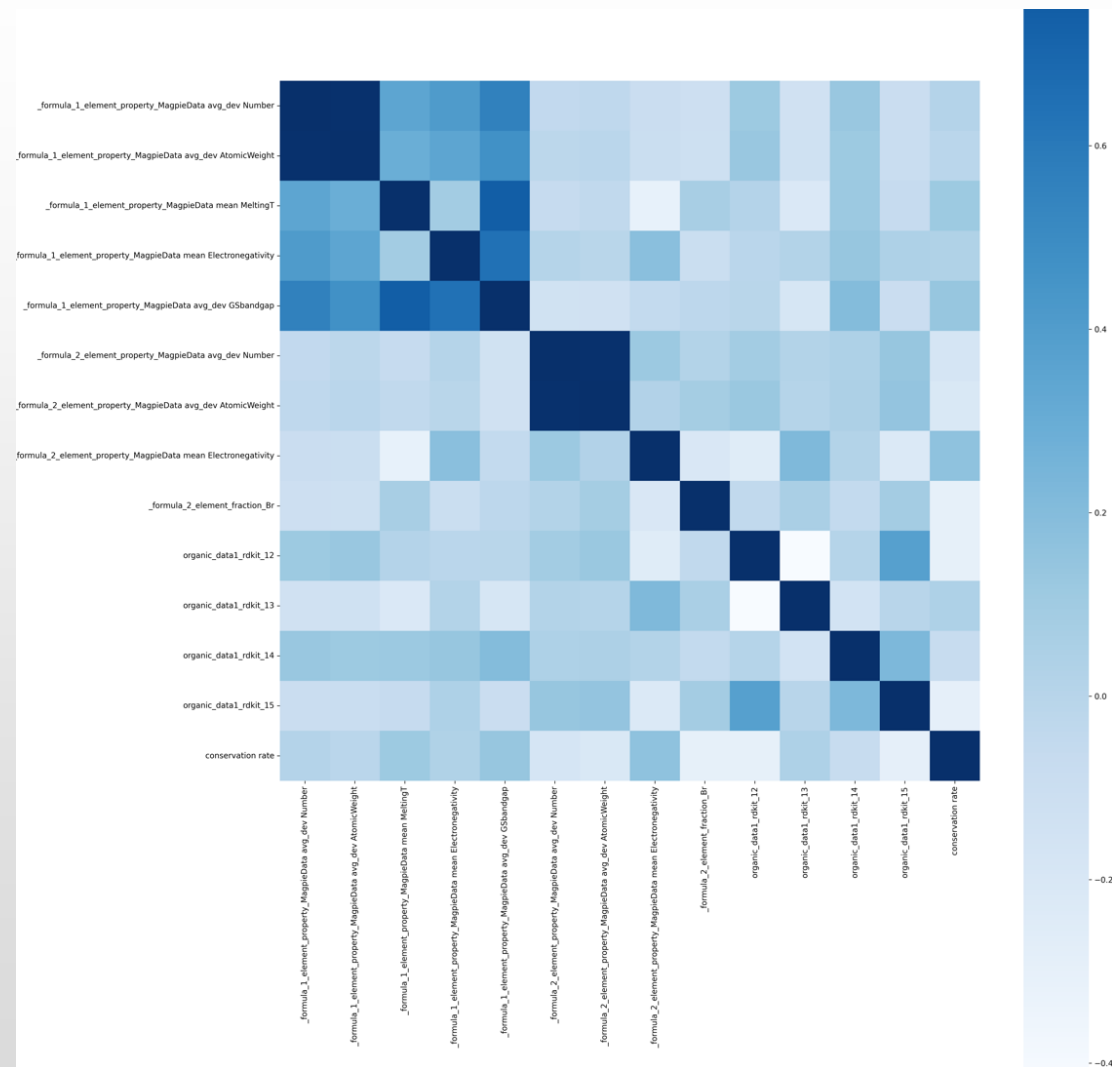 _formula_1_element_property_MagpieData avg_dev Number
_formula_1_element_property_MagpieData avg_dev AtomicWeight
_formula_1_element_property_MagpieData mean MeltingT
formula_1_element_property_MagpieData mean Electronegativity
_formula_1_element_property_MagpieData avg_dev GSbandgap
_formula_2_element_property_MagpieData avg_dev Number
_formula_2_element_property_MagpieData avg_dev AtomicWeight
formula_2_element_property_MagpieData mean Electronegativity
_formula_2_element_fraction_Br
organic_data1_rdkit_12
organic_data1_rdkit_13
organic_data1_rdkit_14
organic_data1_rdkit_15
conservation rate
_formula_1_element_property_MagpieData avg_dev Number
_formula_1_element_property_MagpieData avg_dev AtomicWeight
_formula_1_element_property_MagpieData mean MeltingT
_formula_1_element_property_MagpieData mean Electronegativity
_formula_1_element_property_MagpieData avg_dev GSbandgap
_formula_2_element_property_MagpieData avg_dev Number
_formula_2_element_property_MagpieData avg_dev AtomicWeight
_formula_2_element_property_MagpieData mean Electronegativity
_formula_2_element_fraction_Br
organic_data1_rdkit_12
organic_data1_rdkit_13
organic_data1_rdkit_14
organic_data1_rdkit_15
conservation rate
0.6
0.4
0.2
0.0
−0.2
−0.4